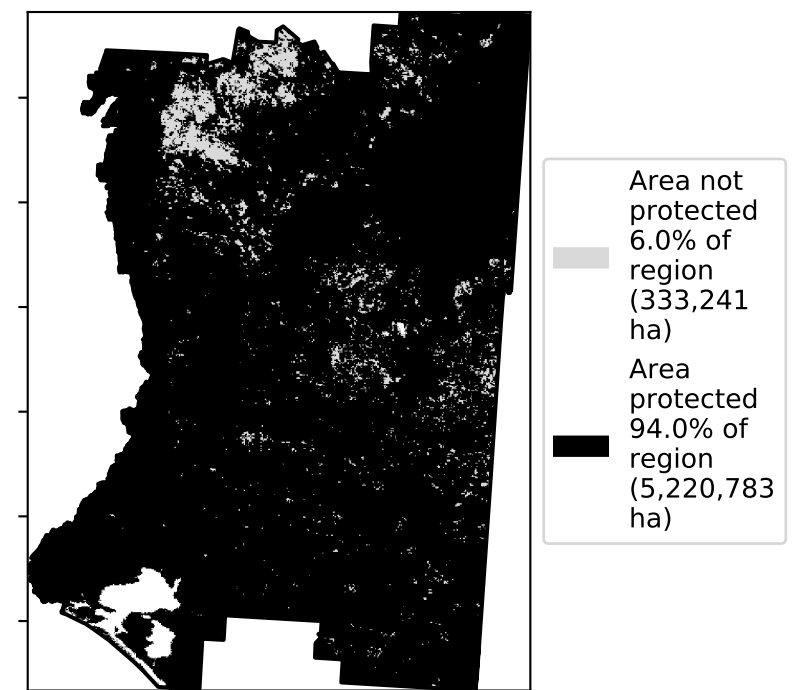 Area not
protected
6.0% of
region
(333,241
ha)
Area
protected
94.0% of
region
(5,220,783
ha)